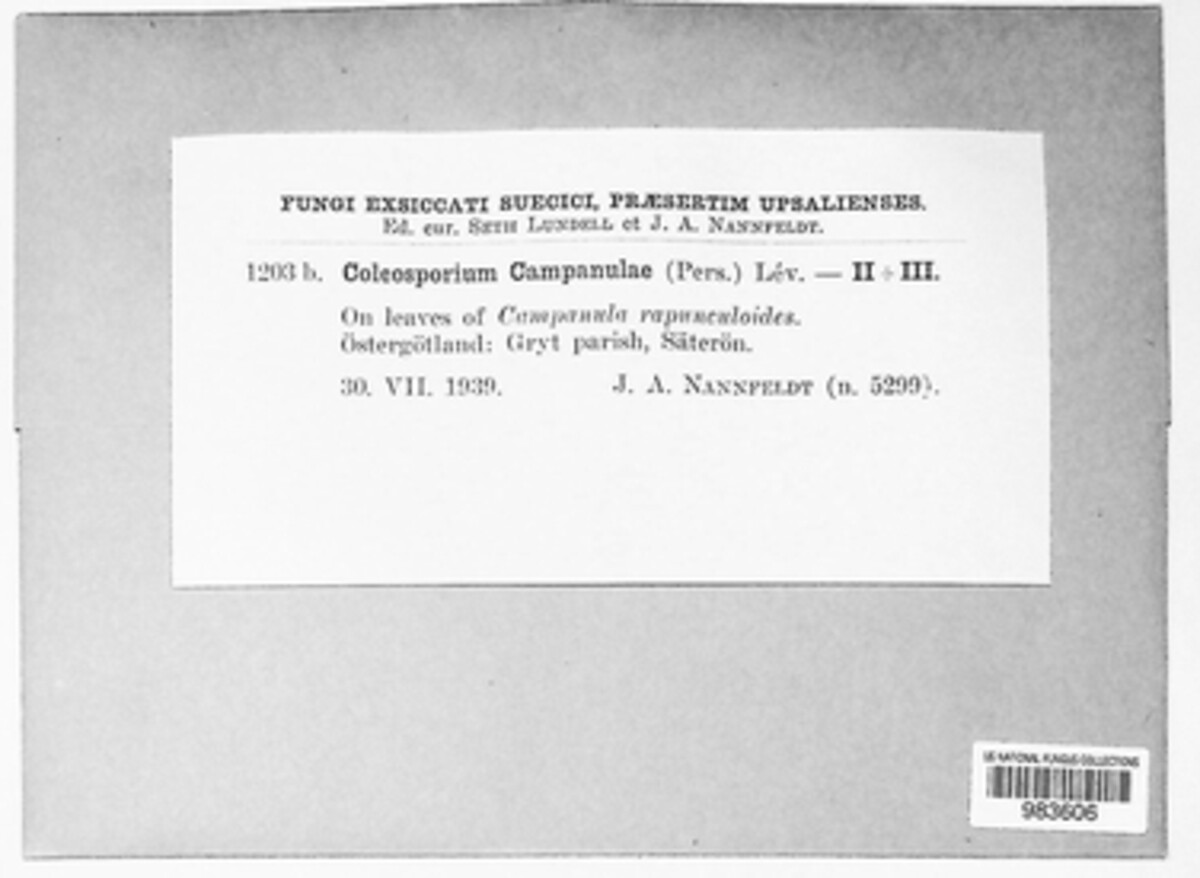 FUNGI EXSICCATI SUECICI, PRÆSERTIM UPSALIENSES.
Ed. cur. SETH LUNDELL et J. A. NANNFELDT.
1203 b. Coleosporium Campanulae (Pers.) Lév. — II + III.
On leaves of Campanula rapunculoides.
Östergötland: Gryt parish, Säterön.
30. VII. 1939. J. A. NANNFELDT (n. 5299).
US NATIONAL FUNGUS COLLECTIONS
983606